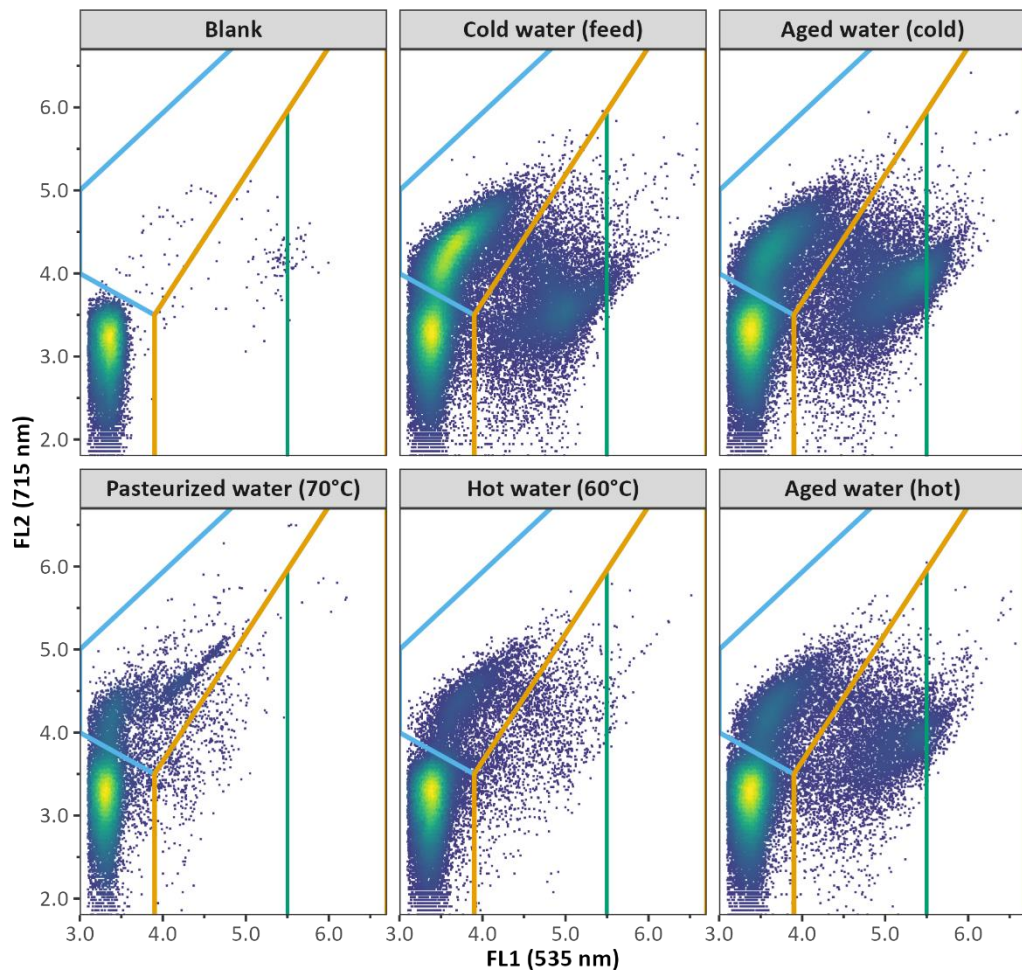 Blank Cold water (feed) Aged water (cold)
6.0
5.0
4.0
3.0
2.0
Pasteurized water (70°C) Hot water (60°C) Aged water (hot)
6.0
5.0
4.0
3.0
2.0
FL2 (715 nm)
3.0 4.0 5.0 6.0 3.0 4.0 5.0 6.0 3.0 4.0 5.0 6.0
FL1 (535 nm)